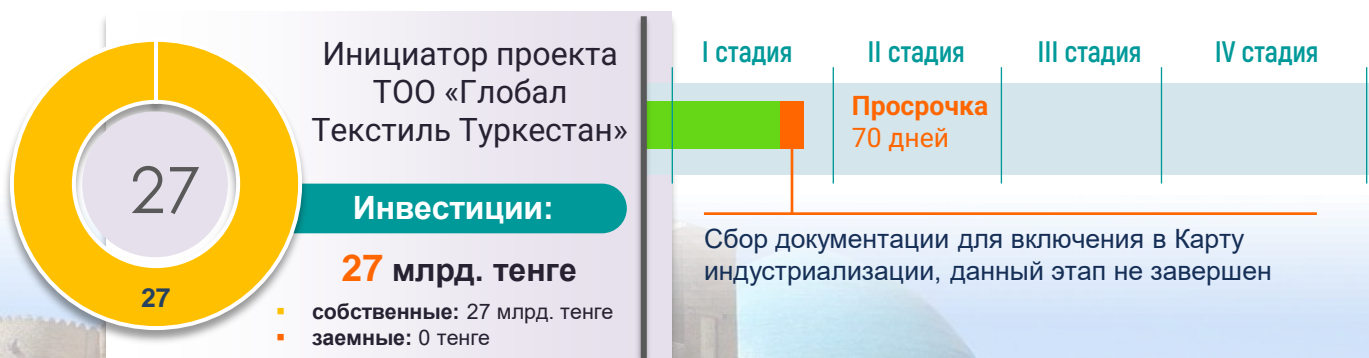 27
27
Инициатор проекта
ТОО «Глобал
Текстиль Туркестан»
Инвестиции:
27 млрд. тенге
собственные: 27 млрд. тенге
заемные: 0 тенге
I стадия
II стадия
III стадия
IV стадия
Просрочка
70 дней
Сбор документации для включения в Карту
индустриализации, данный этап не завершен